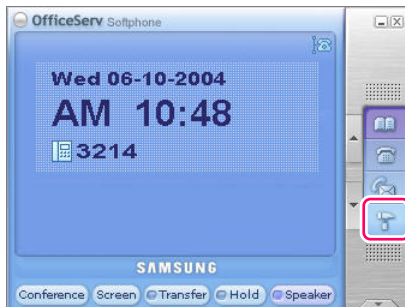 OfficeServ Softphone
Wed 06-10-2004
AM 10:48
3214
SAMSUNG
Conference Screen Transfer Hold Speaker